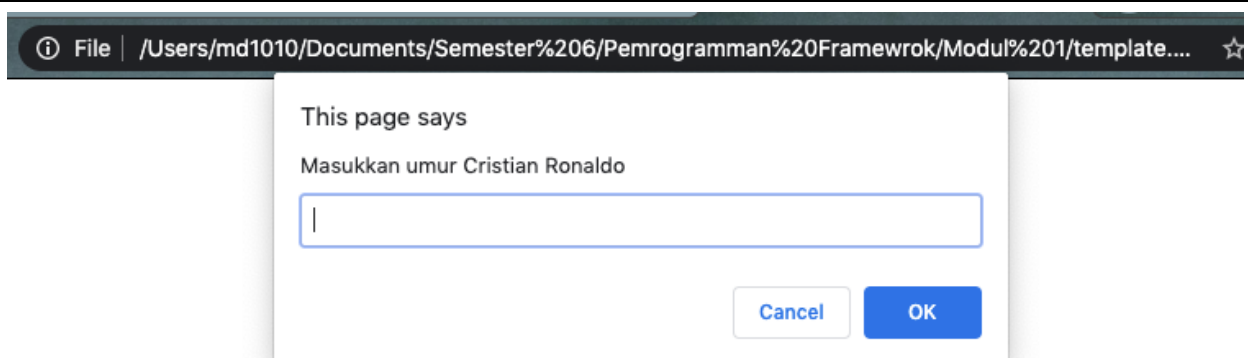 File /Users/md1010/Documents/Semester%206/Pemrogramman%20Framewrok/Modul%201/template....
This page says
Masukkan umur Cristian Ronaldo
Cancel OK